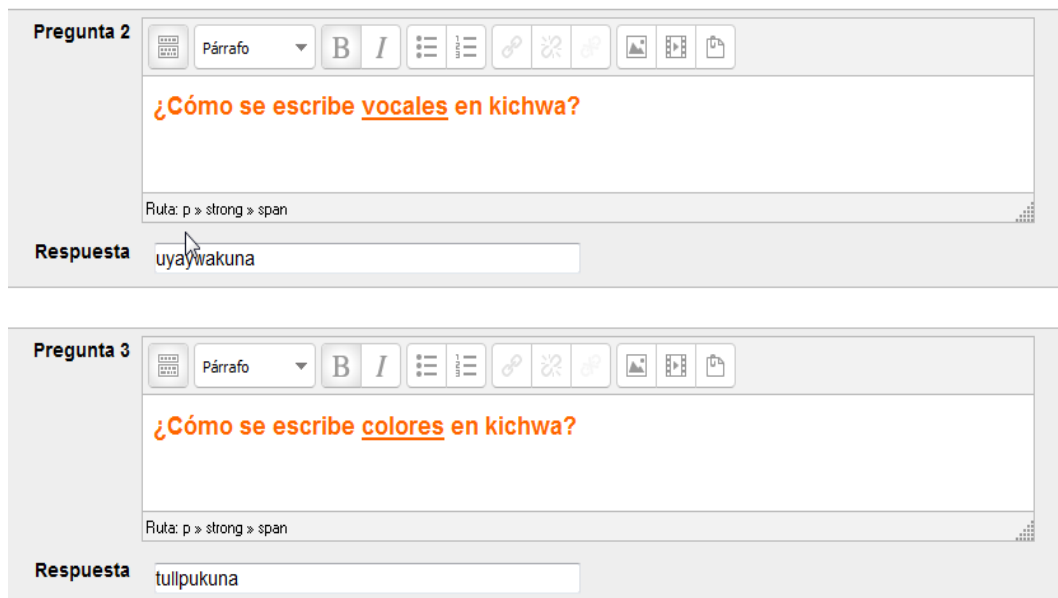 Pregunta 2
Párrafo B I
¿Cómo se escribe vocales en kichwa?
Ruta: p » strong » span
Respuesta uyaywakuna
Pregunta 3
Párrafo B I
¿Cómo se escribe colores en kichwa?
Ruta: p » strong » span
Respuesta tullpukuna